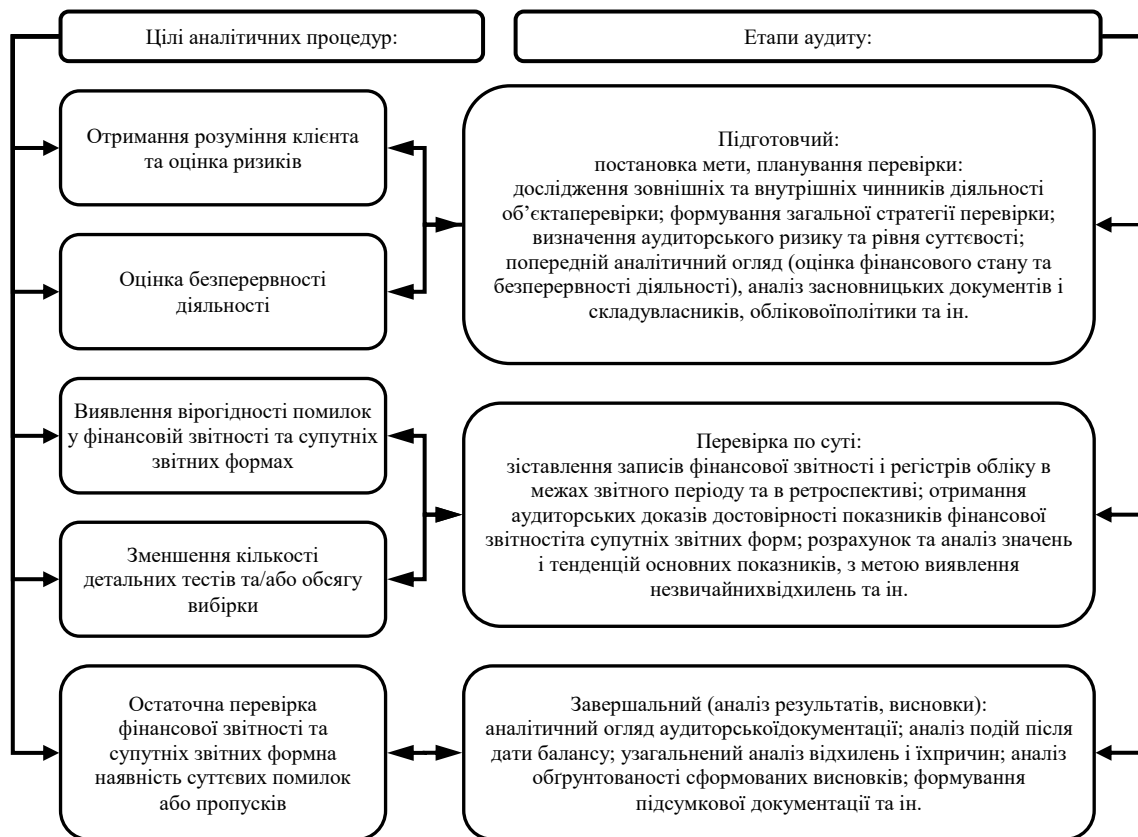 Цілі аналітичних процедур:
Етапи аудиту:
Отримання розуміння клієнта
та оцінка ризиків
Оцінка безперервності
діяльності
Підготовчий:
постановка мети, планування перевірки:
дослідження зовнішніх та внутрішніх чинників діяльності
об’єктаперевірки; формування загальної стратегії перевірки;
визначення аудиторського ризику та рівня суттєвості;
попередній аналітичний огляд (оцінка фінансового стану та
безперервності діяльності), аналіз засновницьких документів і
складувласників, обліковоїполітики та ін.
Виявлення вірогідності помилок
у фінансовій звітності та супутніх
звітних формах
Зменшення кількості
детальних тестів та/або обсягу
вибірки
Перевірка по суті:
зіставлення записів фінансової звітності і регістрів обліку в
межах звітного періоду та в ретроспективі; отримання
аудиторських доказів достовірності показників фінансової
звітностіта супутніх звітних форм; розрахунок та аналіз значень
і тенденцій основних показників, з метою виявлення
незвичайнихвідхилень та ін.
Остаточна перевірка
фінансової звітності та
супутніх звітних формна
наявність суттєвих помилок
або пропусків
Завершальний (аналіз результатів, висновки):
аналітичний огляд аудиторськоїдокументації; аналіз подій після
дати балансу; узагальнений аналіз відхилень і їхпричин; аналіз
обґрунтованості сформованих висновків; формування
підсумкової документації та ін.